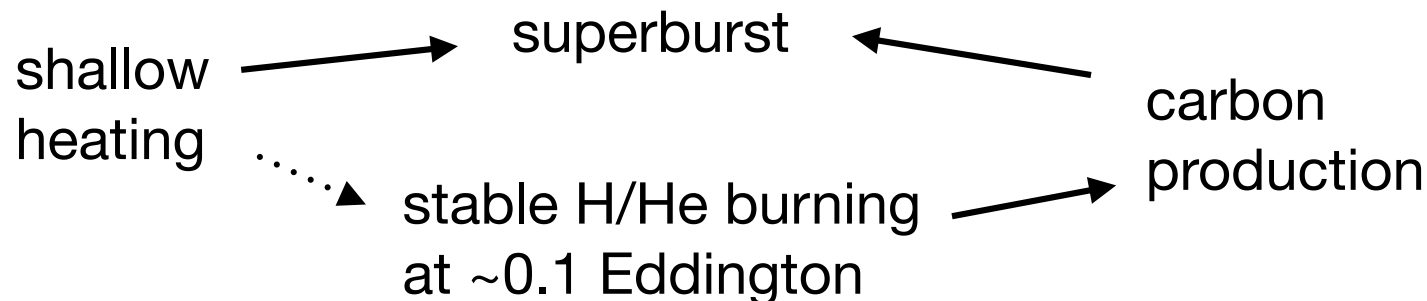 superburst
shallow
heating
carbon
production
stable H/He burning
at ~0.1 Eddington